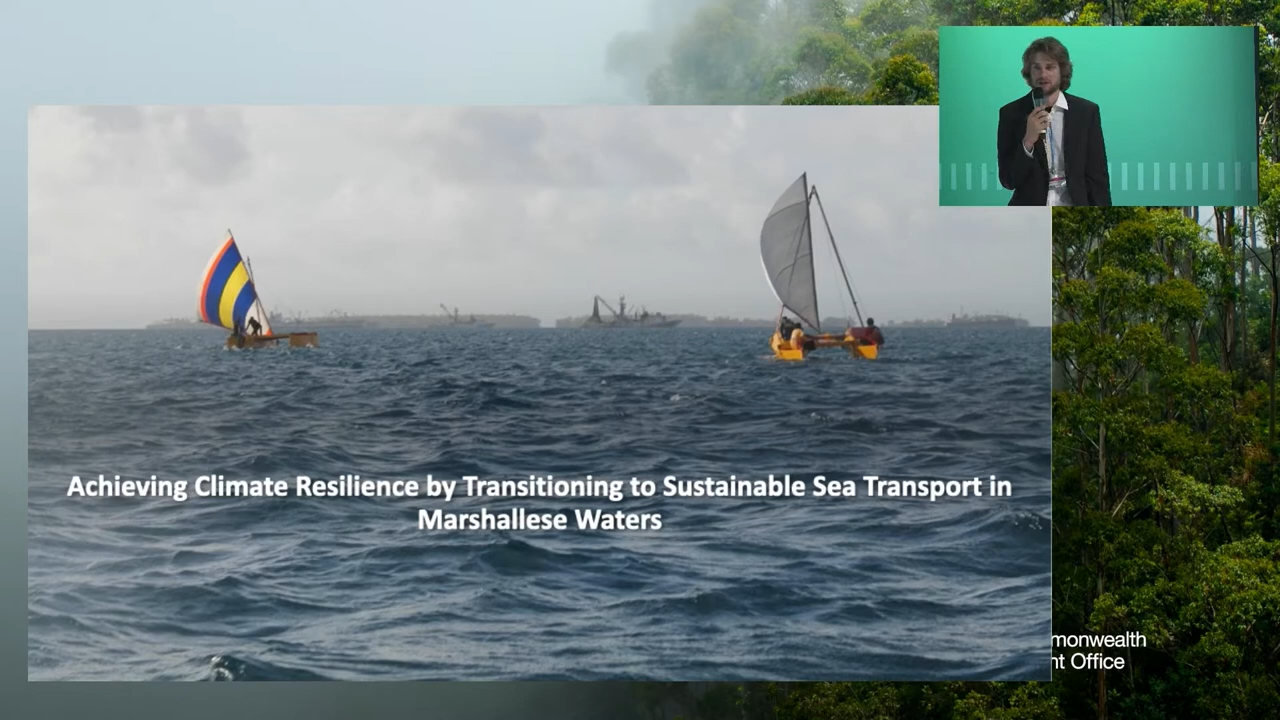 Achieving Climate Resilience by Transitioning to Sustainable Sea Transport in
Marshallese Waters
monwealth
nt Office